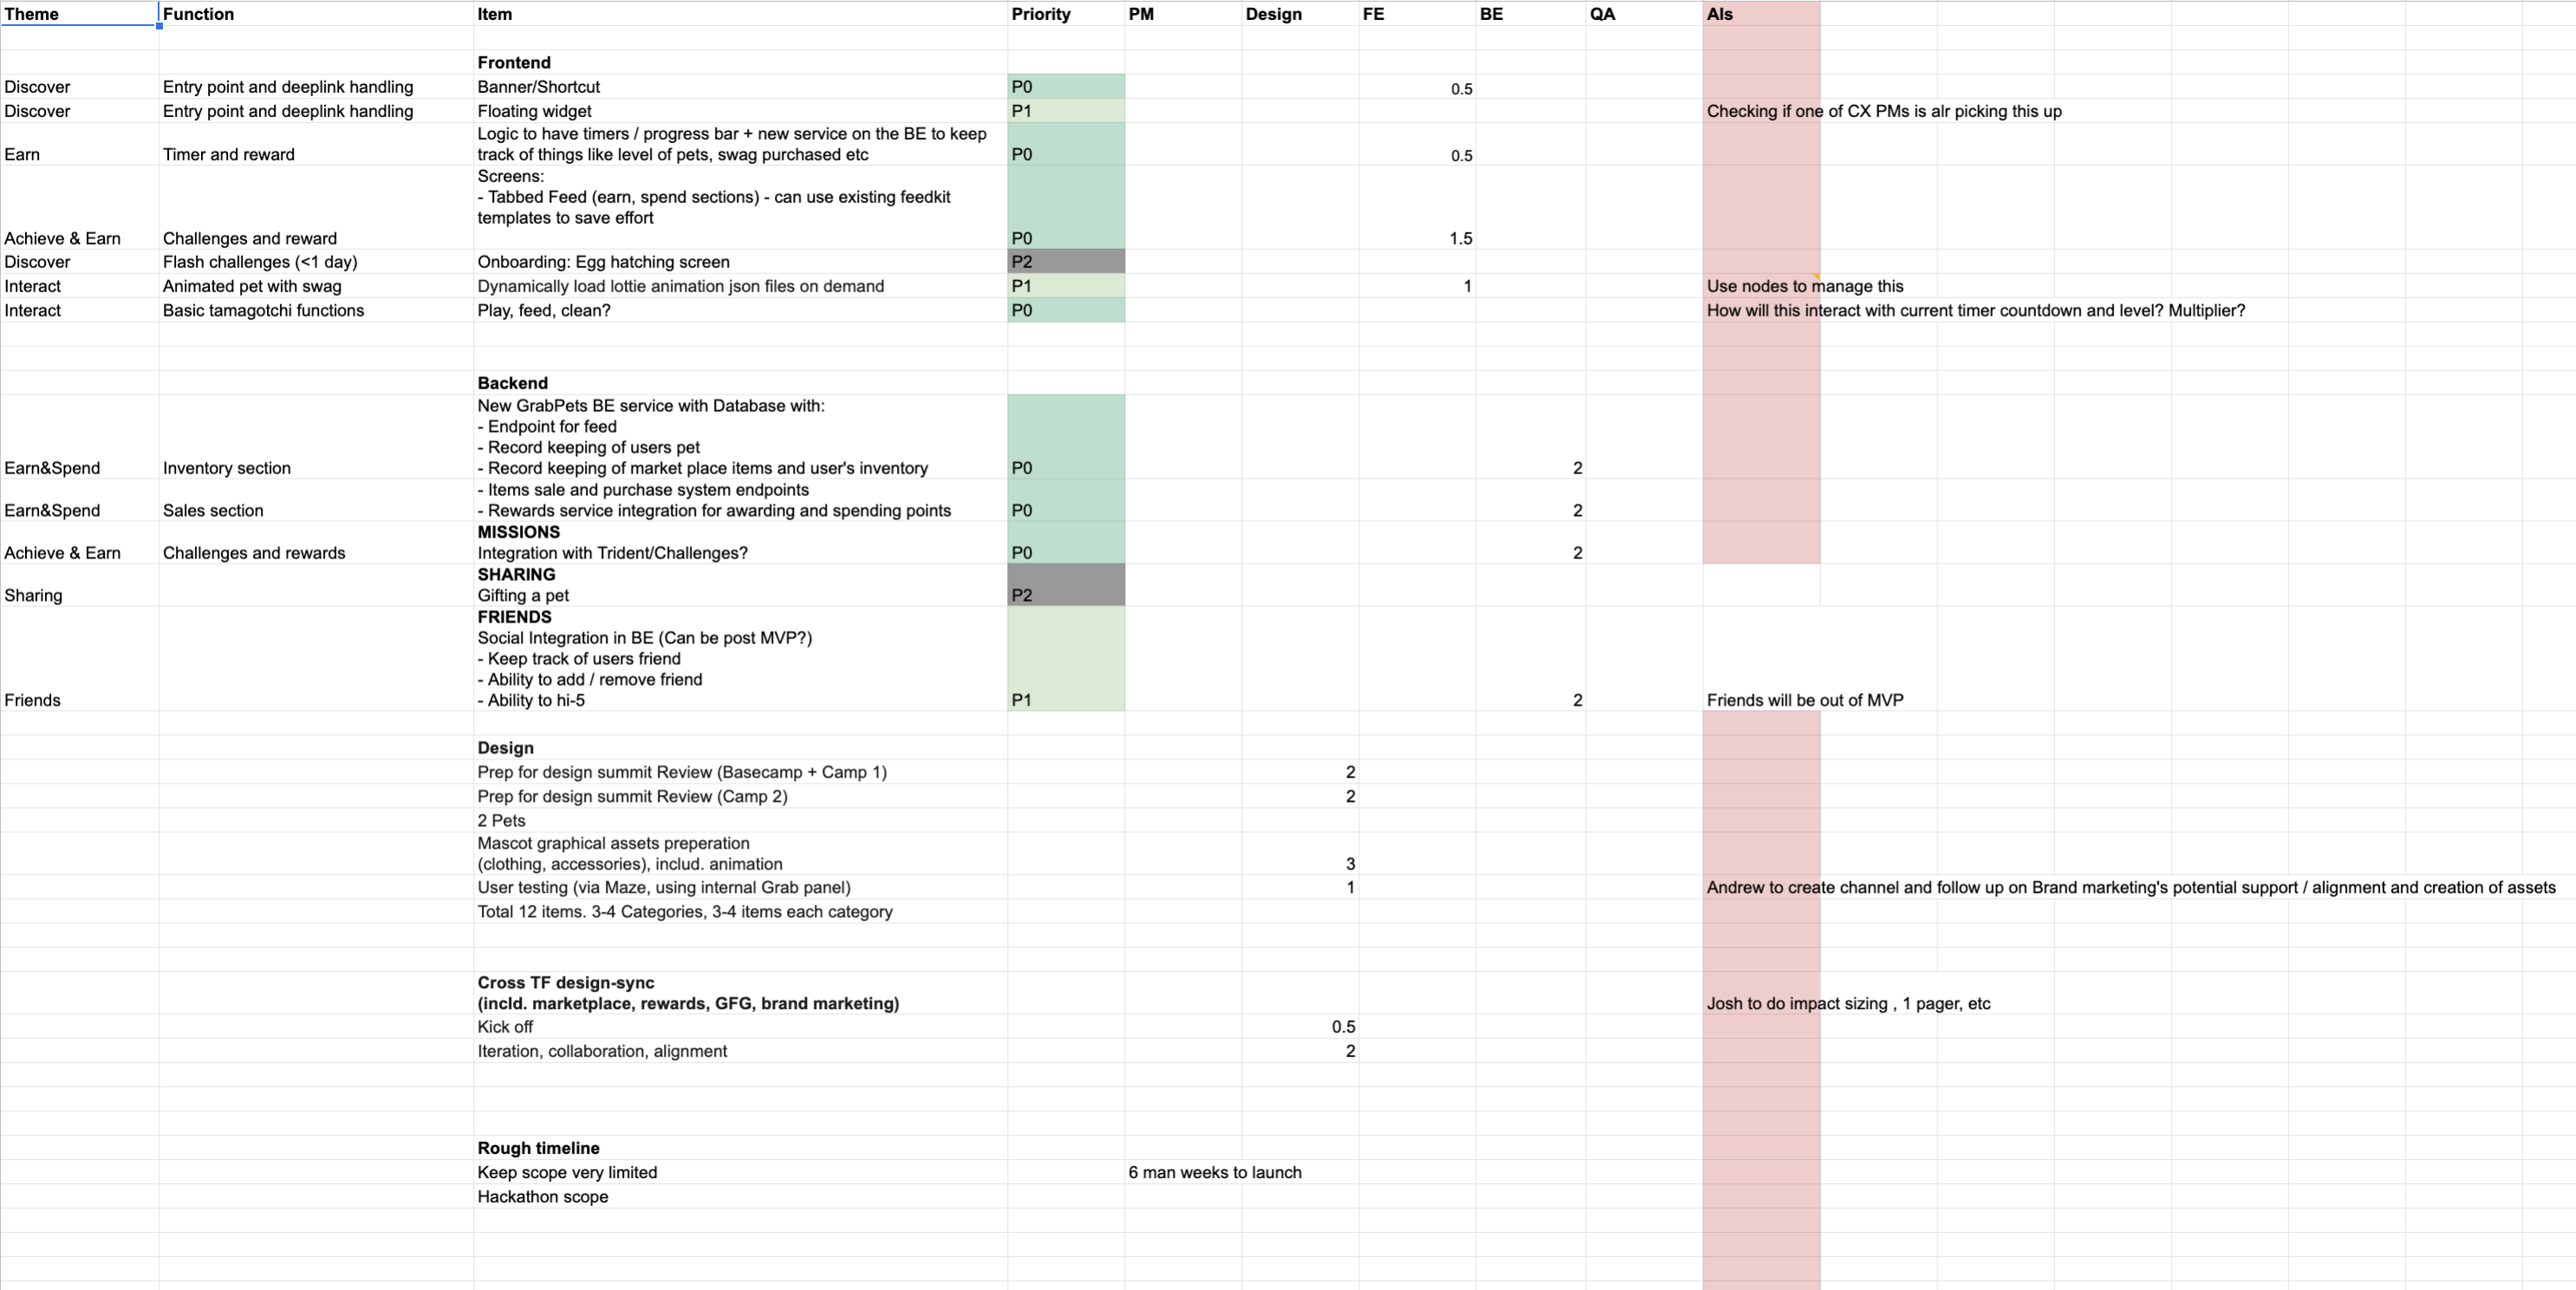 Theme Function Item Priority PM Design FE BE QA AIs
Frontend
Discover Entry point and deeplink handling Banner/Shortcut P0 0.5
Discover Entry point and deeplink handling Floating widget P1 Checking if one of CX PMs is alr picking this up
Logic to have timers / progress bar + new service on the BE to keep
Earn Timer and reward track of things like level of pets, swag purchased etc P0 0.5
Screens:
- Tabbed Feed (earn, spend sections) - can use existing feedkit
templates to save effort
Achieve & Earn Challenges and reward P0 1.5
Discover Flash challenges (<1 day) Onboarding: Egg hatching screen P2
Interact Animated pet with swag Dynamically load lottie animation json files on demand P1 1 Use nodes to manage this
Interact Basic tamagotchi functions Play, feed, clean? P0 How will this interact with current timer countdown and level? Multiplier?
Backend
New GrabPets BE service with Database with:
- Endpoint for feed
- Record keeping of users pet
Earn&Spend Inventory section - Record keeping of market place items and user's inventory P0 2
- Items sale and purchase system endpoints
Earn&Spend Sales section - Rewards service integration for awarding and spending points P0 2
MISSIONS
Achieve & Earn Challenges and rewards Integration with Trident/Challenges? P0 2
SHARING
Sharing Gifting a pet P2
FRIENDS
Social Integration in BE (Can be post MVP?)
- Keep track of users friend
- Ability to add / remove friend
Friends - Ability to hi-5 P1 2 Friends will be out of MVP
Design
Prep for design summit Review (Basecamp + Camp 1) 2
Prep for design summit Review (Camp 2) 2
2 Pets
Mascot graphical assets preperation
(clothing, accessories), includ. animation 3
User testing (via Maze, using internal Grab panel) 1 Andrew to create channel and follow up on Brand marketing's potential support / alignment and creation of assets
Total 12 items. 3-4 Categories, 3-4 items each category
Cross TF design-sync
(incld. marketplace, rewards, GFG, brand marketing) Josh to do impact sizing , 1 pager, etc
Kick off 0.5
Iteration, collaboration, alignment 2
Rough timeline
Keep scope very limited 6 man weeks to launch
Hackathon scope